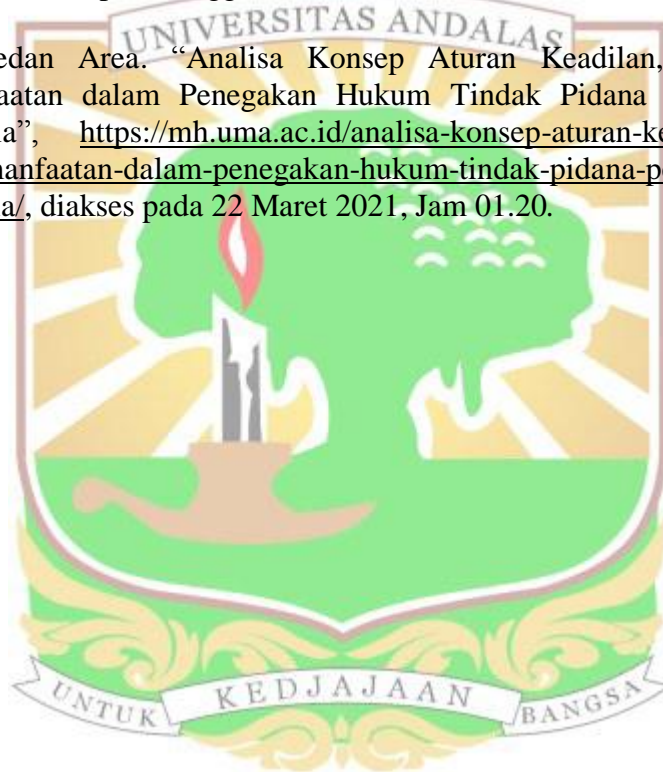 UNIVERSITAS ANDALAS
edan Area. “Analisa Konsep Aturan Keadilan,
faatan dalam Penegakan Hukum Tindak Pidana
ia”, https://mh.uma.ac.id/analisa-konsep-aturan-ke
nanfaatan-dalam-penegakan-hukum-tindak-pidana-p
a/, diakses pada 22 Maret 2021, Jam 01.20.
UNTUK KEDJAJAAN BANGSA